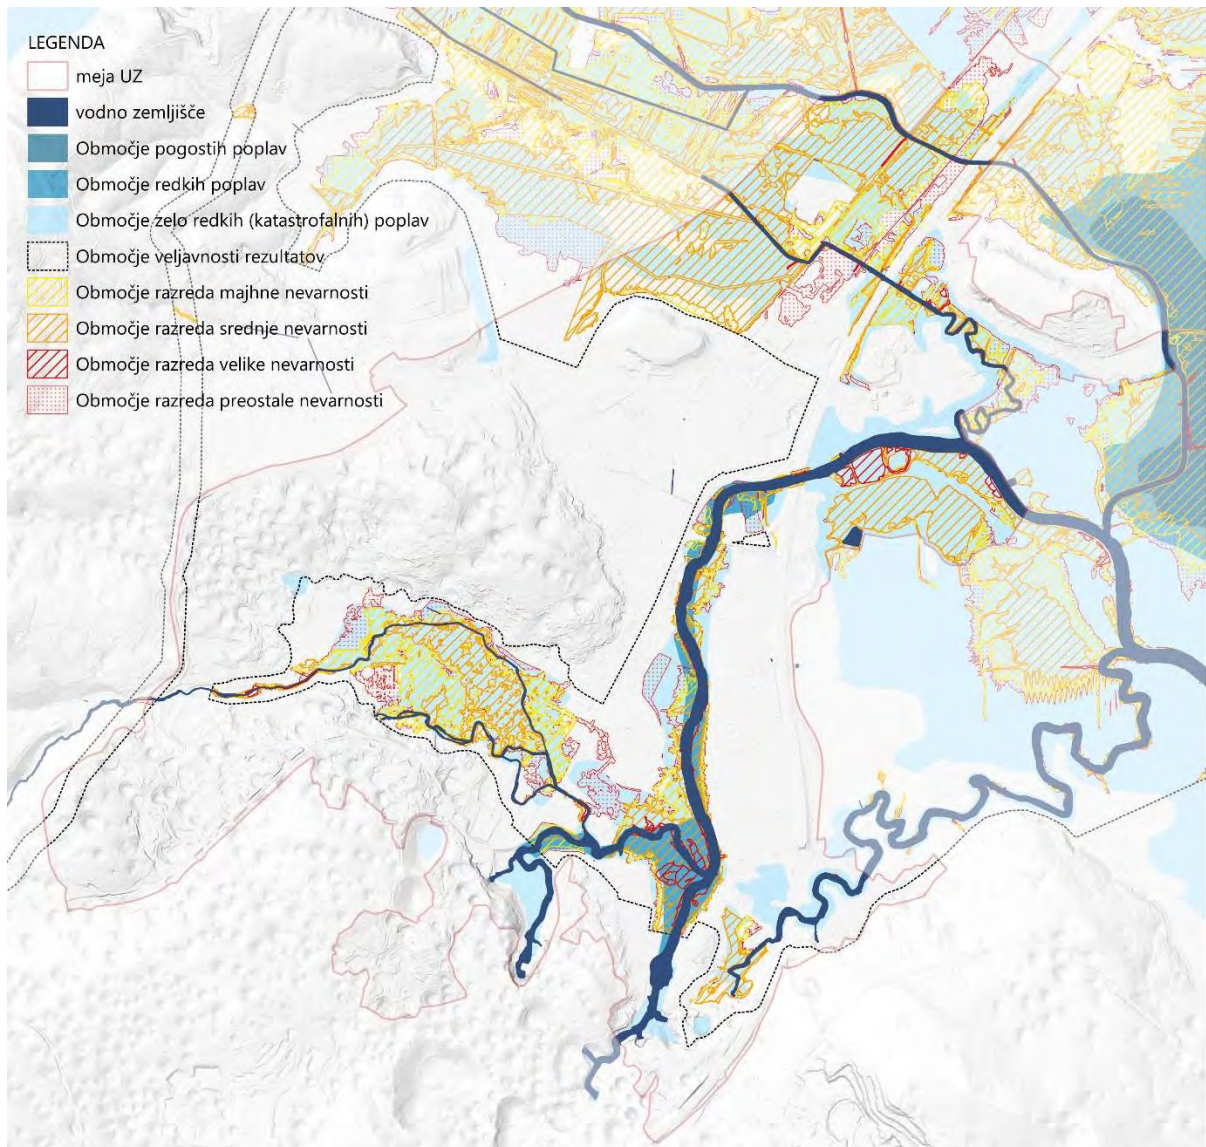 LEGENDA
meja UZ
vodno zemljišče
Območje pogostih poplav
Območje redkih poplav
Območje zelo redkih (katastrofalnih) poplav
Območje veljavnosti rezultatov
Območje razreda majhne nevarnosti
Območje razreda srednje nevarnosti
Območje razreda velike nevarnosti
Območje razreda preostale nevarnosti